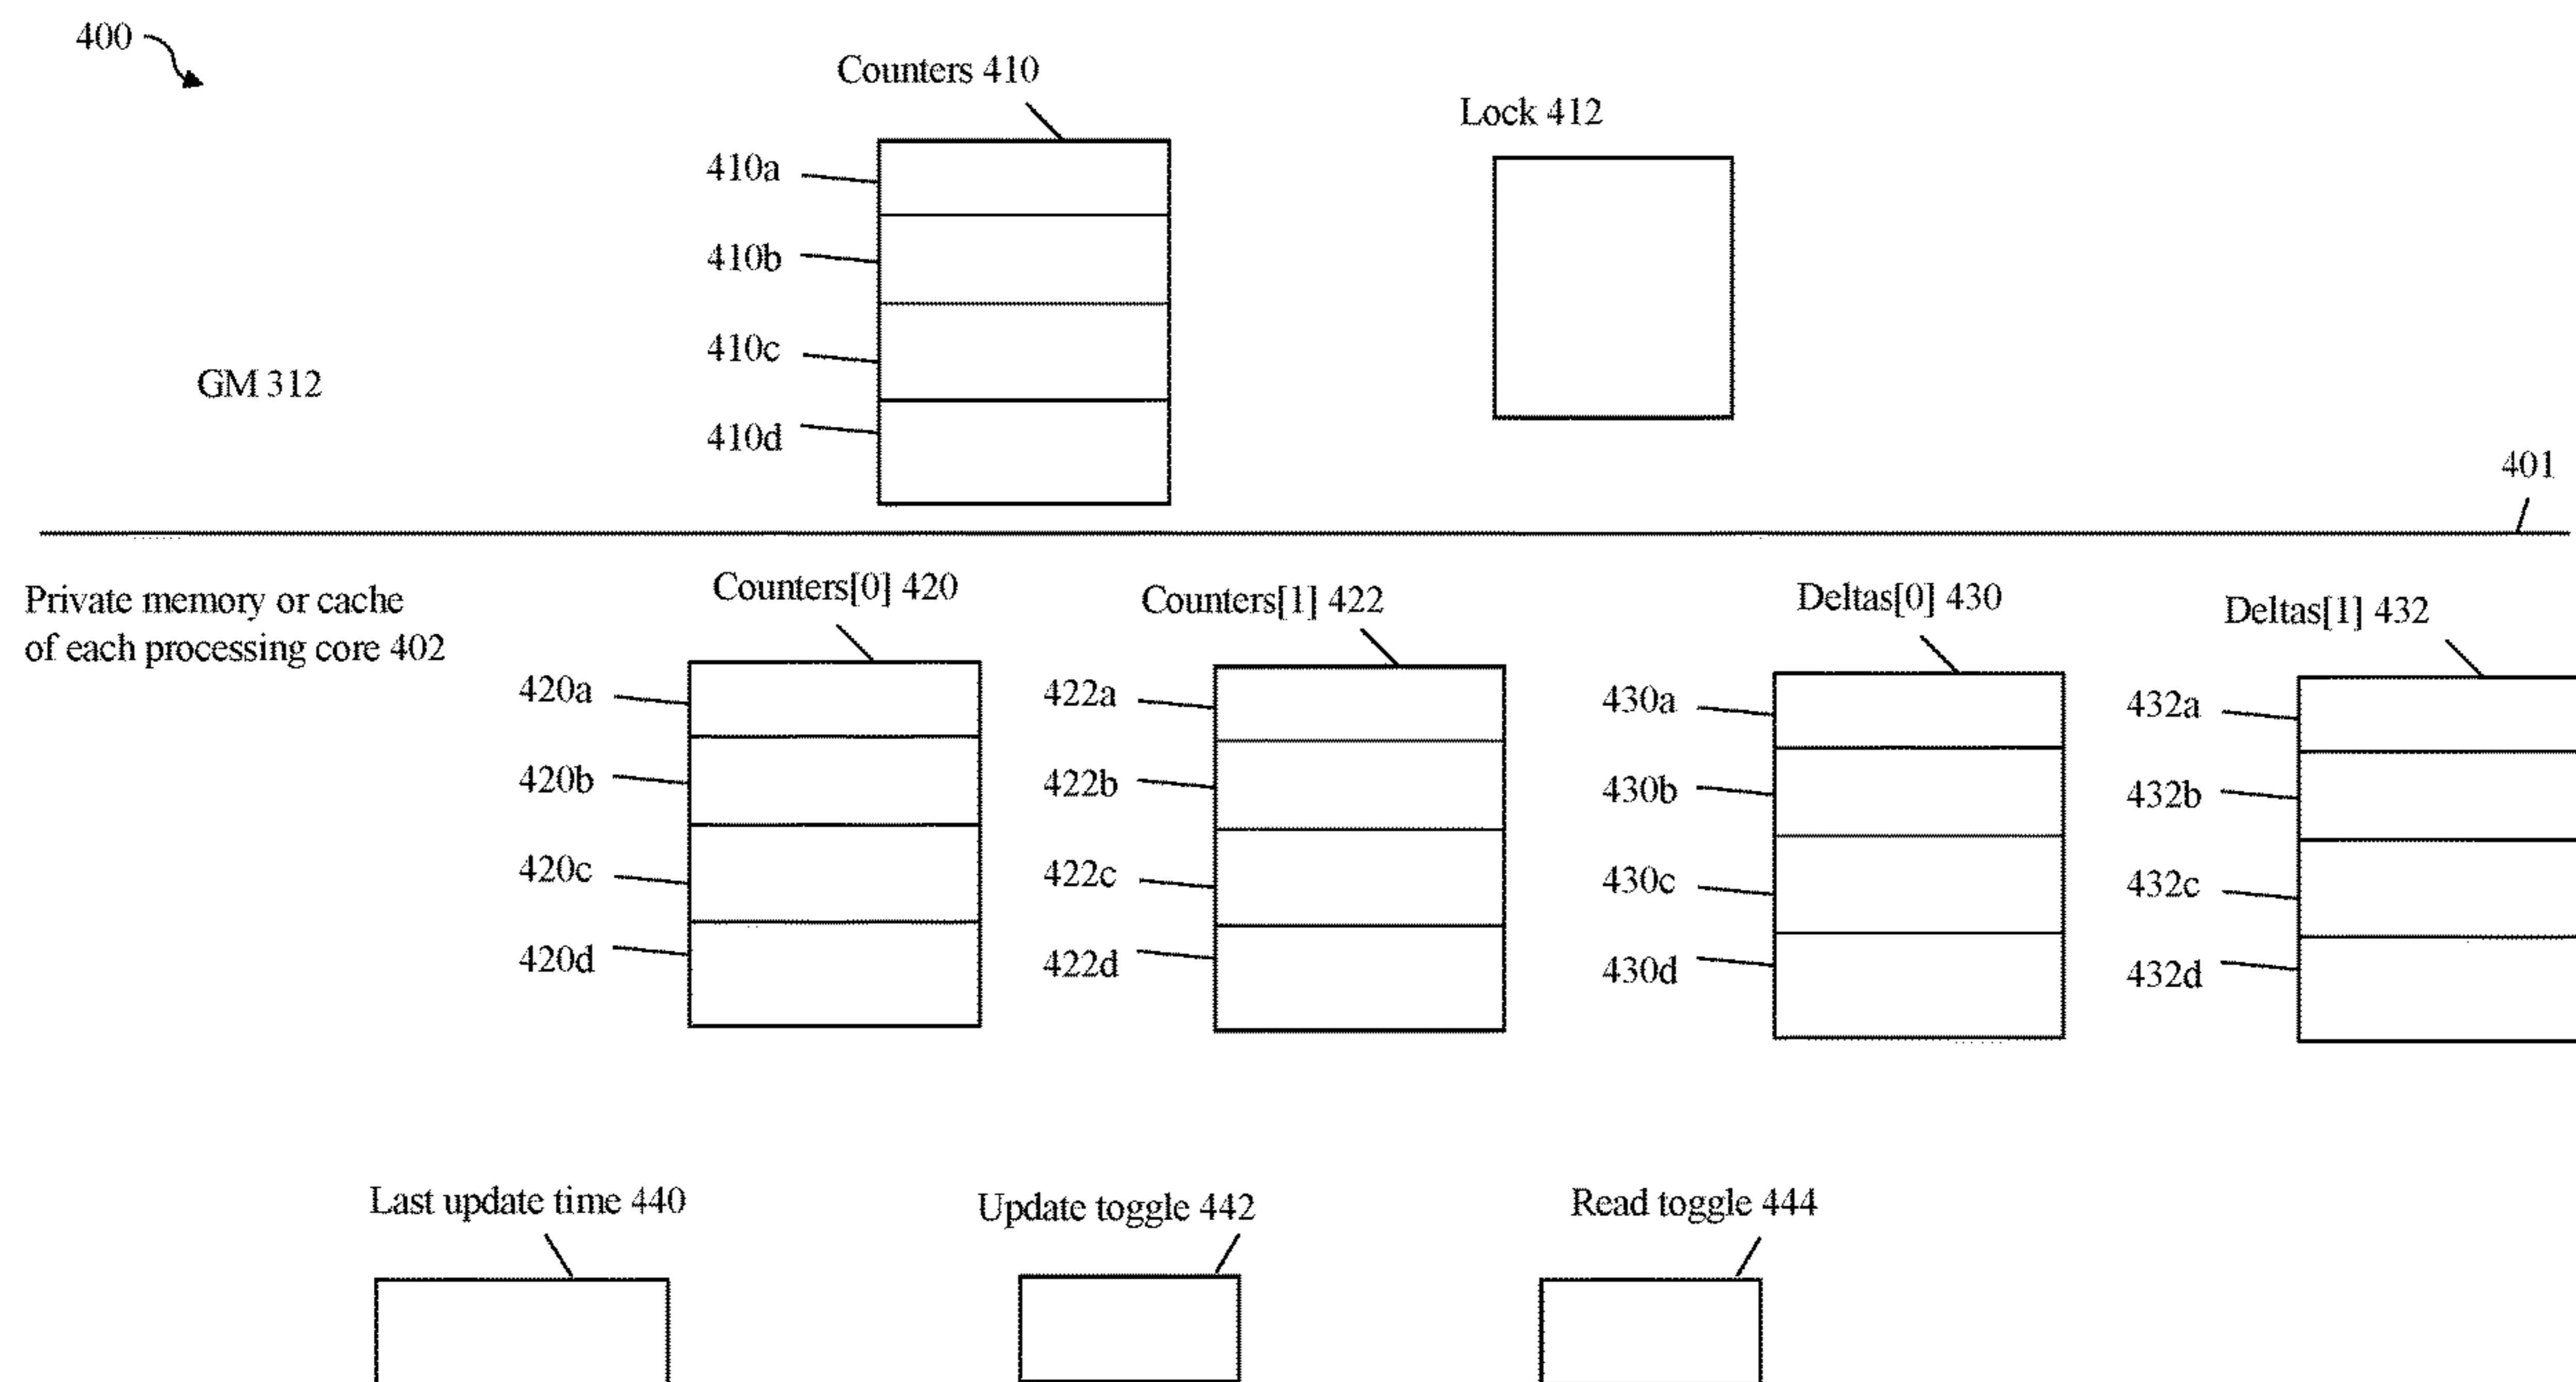 400
Counters 410
Lock 412
410a
410b
410c
GM 312
410d
401
Private memory or cache
of each processing core 402
Counters[0] 420
Counters[1] 422
Deltas[0] 430
Deltas[1] 432
420a
422a
430a
432a
420b
422b
430b
432b
420c
422c
430c
432c
420d
422d
430d
432d
Last update time 440
Update toggle 442
Read toggle 444